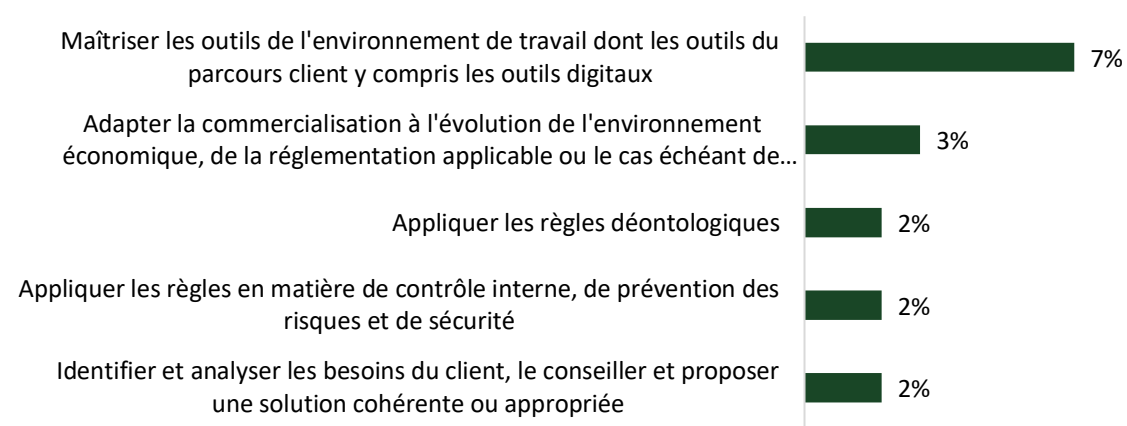 Maîtriser les outils de l'environnement de travail dont les outils du
parcours client y compris les outils digitaux
7%
Adapter la commercialisation à l'évolution de l'environnement
économique, de la réglementation applicable ou le cas échéant de…
3%
Appliquer les règles déontologiques
2%
Appliquer les règles en matière de contrôle interne, de prévention des
risques et de sécurité
2%
Identifier et analyser les besoins du client, le conseiller et proposer
une solution cohérente ou appropriée
2%